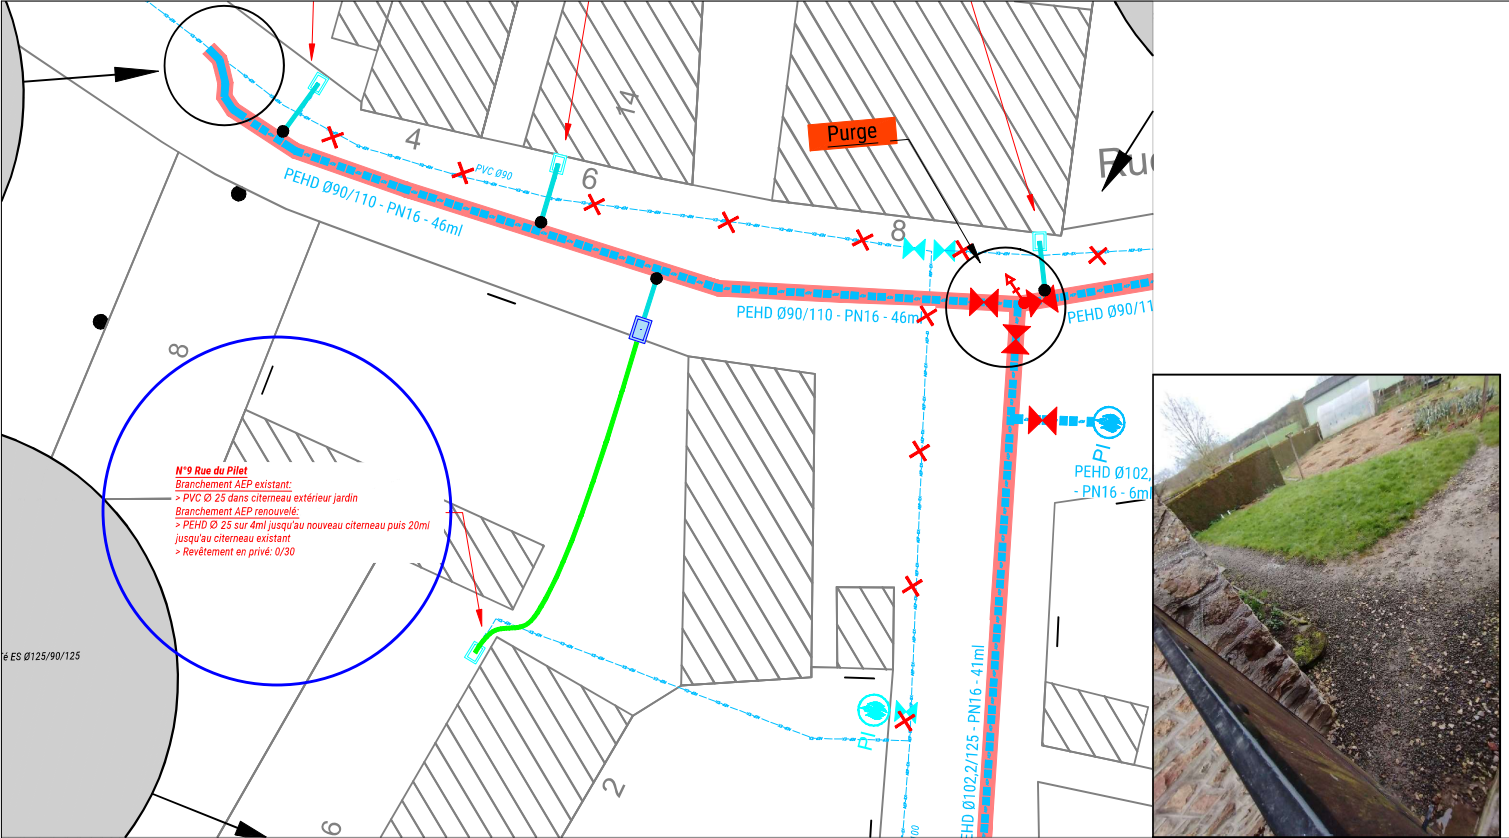 4
14
PVC Ø90
6
Purge
Rue
PEHD Ø90/110 - PN16 - 46ml
8
PEHD Ø90/110 - PN16 - 46ml
PEHD Ø90/11
8
PI
PEHD Ø102,
- PN16 - 6ml
N°9 Rue du Pilet
Branchement AEP existant:
> PVC Ø 25 dans citerneau extérieur jardin
Branchement AEP renouvelé:
> PEHD Ø 25 sur 4ml jusqu'au nouveau citerneau puis 20ml
jusqu'au citerneau existant
> Revêtement en privé: 0/30
é ES Ø125/90/125
PI
EHD Ø102,2/125 - PN16 - 41ml
2
6